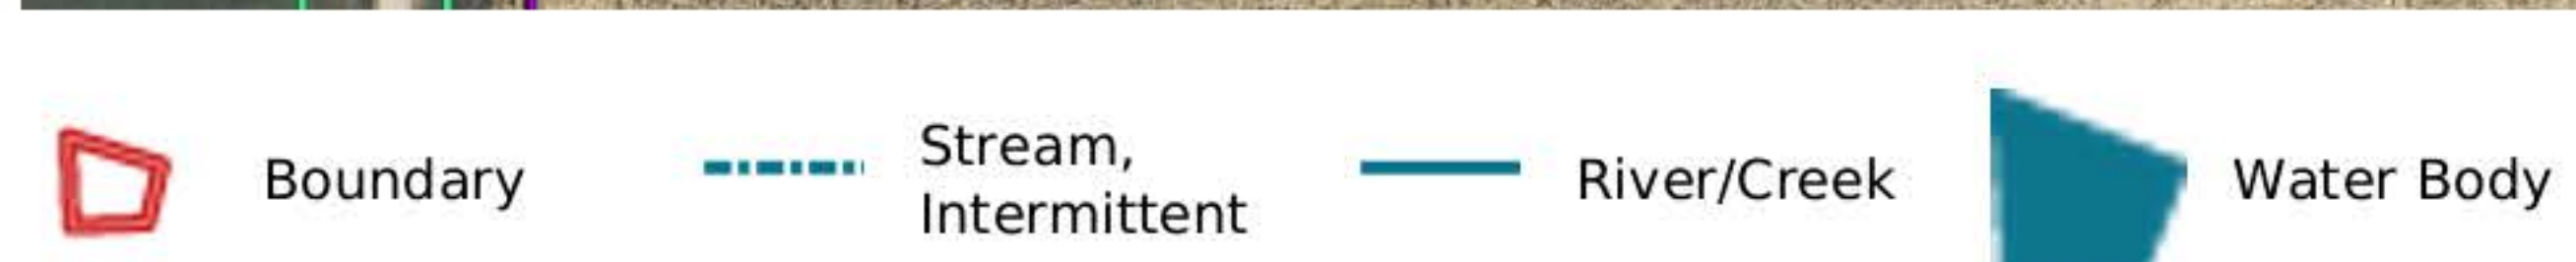 Boundary
Stream,
Intermittent
River/Creek
Water Body